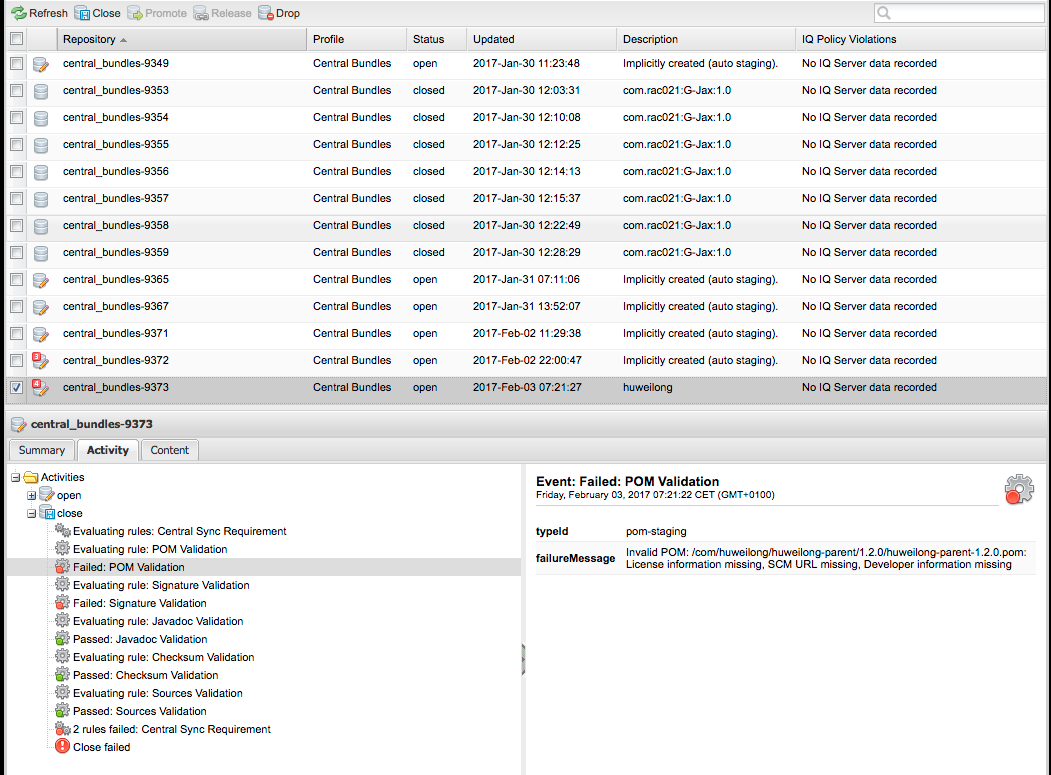 Refresh Close Promote Release Drop
Repository Profile Status Updated Description IQ Policy Violations
central_bundles-9349 Central Bundles open 2017-Jan-30 11:23:48 Implicitly created (auto staging). No IQ Server data recorded
central_bundles-9353 Central Bundles closed 2017-Jan-30 12:03:31 com.rac021:G-Jax:1.0 No IQ Server data recorded
central_bundles-9354 Central Bundles closed 2017-Jan-30 12:10:08 com.rac021:G-Jax:1.0 No IQ Server data recorded
central_bundles-9355 Central Bundles closed 2017-Jan-30 12:12:25 com.rac021:G-Jax:1.0 No IQ Server data recorded
central_bundles-9356 Central Bundles closed 2017-Jan-30 12:14:13 com.rac021:G-Jax:1.0 No IQ Server data recorded
central_bundles-9357 Central Bundles closed 2017-Jan-30 12:15:37 com.rac021:G-Jax:1.0 No IQ Server data recorded
central_bundles-9358 Central Bundles closed 2017-Jan-30 12:22:49 com.rac021:G-Jax:1.0 No IQ Server data recorded
central_bundles-9359 Central Bundles closed 2017-Jan-30 12:28:29 com.rac021:G-Jax:1.0 No IQ Server data recorded
central_bundles-9365 Central Bundles open 2017-Jan-31 07:11:06 Implicitly created (auto staging). No IQ Server data recorded
central_bundles-9367 Central Bundles open 2017-Jan-31 13:52:07 Implicitly created (auto staging). No IQ Server data recorded
central_bundles-9371 Central Bundles open 2017-Feb-02 11:29:38 Implicitly created (auto staging). No IQ Server data recorded
3 central_bundles-9372 Central Bundles open 2017-Feb-02 22:00:47 Implicitly created (auto staging). No IQ Server data recorded
4 central_bundles-9373 Central Bundles open 2017-Feb-03 07:21:27 huweilong No IQ Server data recorded
central_bundles-9373
Summary Activity Content
Activities
open
close
Evaluating rules: Central Sync Requirement
Evaluating rule: POM Validation
Failed: POM Validation
Evaluating rule: Signature Validation
Failed: Signature Validation
Evaluating rule: Javadoc Validation
Passed: Javadoc Validation
Evaluating rule: Checksum Validation
Passed: Checksum Validation
Evaluating rule: Sources Validation
Passed: Sources Validation
2 rules failed: Central Sync Requirement
Close failed
Event: Failed: POM Validation
Friday, February 03, 2017 07:21:22 CET (GMT+0100)
typeId pom-staging
failureMessage Invalid POM: /com/huweilong/huweilong-parent/1.2.0/huweilong-parent-1.2.0.pom:
License information missing, SCM URL missing, Developer information missing